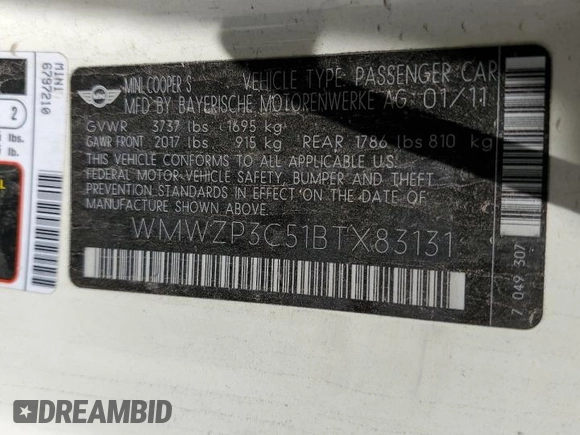 MINI COOPER S VEHICLE TYPE: PASSENGER CAR
MFD BY BAYERISCHE MOTORENWERKE AG: 01/11
GVWR 3737 lbs 1695 kg
GAWR FRONT 2017 lbs 915 kg REAR 1786 lbs 810 kg
THIS VEHICLE CONFORMS TO ALL APPLICABLE U.S.
FEDERAL MOTOR VEHICLE SAFETY, BUMPER AND THEFT
PREVENTION STANDARDS IN EFFECT ON THE DATE OF
MANUFACTURE SHOWN ABOVE.
WMWZP3C51BTX83131
7 049 307
MINI
6797210
2
lbs.
lb.
DREAMBID